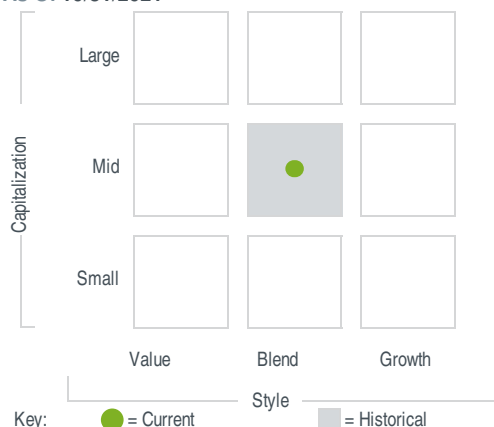 Large
Capitalization
Mid
Small
Value Blend Growth
Style
Key: = Current = Historical